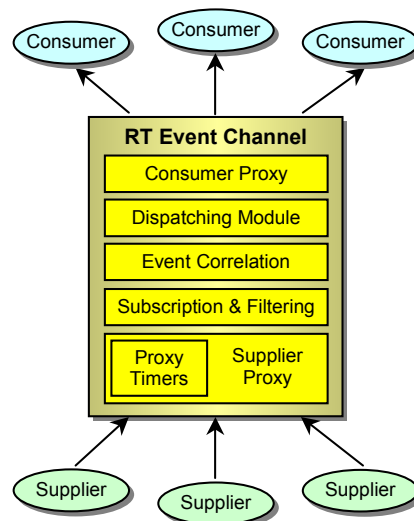 Consumer
Consumer
Consumer
RT Event Channel
Consumer Proxy
Dispatching Module
Event Correlation
Subscription & Filtering
Proxy
Timers
Supplier
Proxy
Supplier
Supplier
Supplier